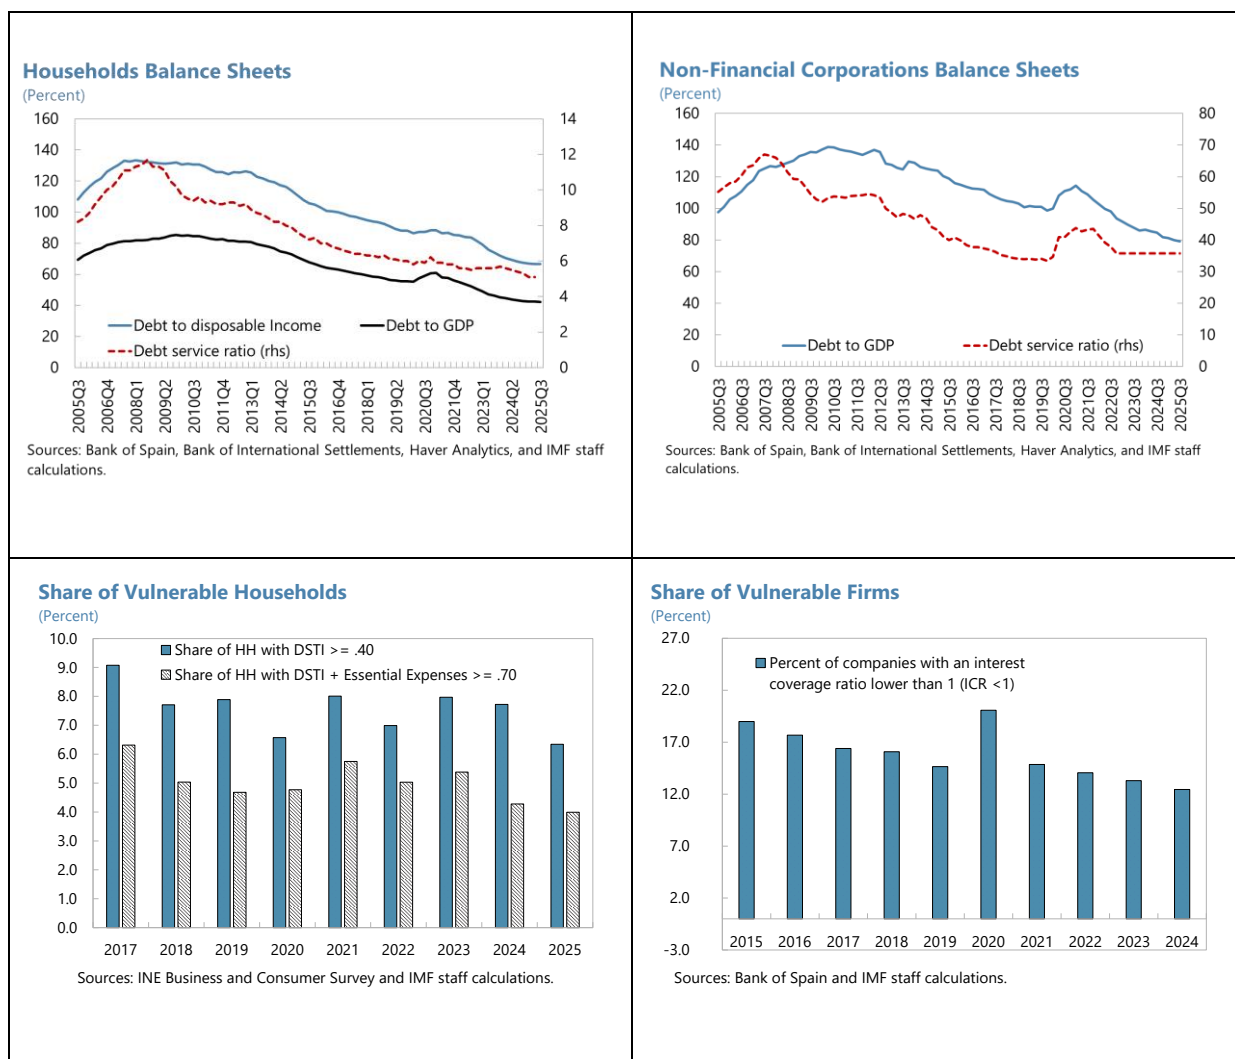 Households Balance Sheets
(Percent)
160
140
120
100
80
60
40
20
0
14
12
10
8
6
4
2
0
Debt to disposable Income
Debt to GDP
Debt service ratio (rhs)
2005Q3
2006Q4
2008Q1
2009Q2
2010Q3
2011Q4
2013Q1
2014Q2
2015Q3
2016Q4
2018Q1
2019Q2
2020Q3
2021Q4
2023Q1
2024Q2
2025Q3
Sources: Bank of Spain, Bank of International Settlements, Haver Analytics, and IMF staff
calculations.
Non-Financial Corporations Balance Sheets
(Percent)
160
140
120
100
80
60
40
20
0
80
70
60
50
40
30
20
10
0
Debt to GDP
Debt service ratio (rhs)
2005Q3
2006Q3
2007Q3
2008Q3
2009Q3
2010Q3
2011Q3
2012Q3
2013Q3
2014Q3
2015Q3
2016Q3
2017Q3
2018Q3
2019Q3
2020Q3
2021Q3
2022Q3
2023Q3
2024Q3
2025Q3
Sources: Bank of Spain, Bank of International Settlements, Haver Analytics, and IMF staff
calculations.
Share of Vulnerable Households
(Percent)
10.0
9.0
8.0
7.0
6.0
5.0
4.0
3.0
2.0
1.0
0.0
Share of HH with DSTI >= .40
Share of HH with DSTI + Essential Expenses >= .70
2017 2018 2019 2020 2021 2022 2023 2024 2025
Sources: INE Business and Consumer Survey and IMF staff calculations.
Share of Vulnerable Firms
(Percent)
27.0
22.0
17.0
12.0
7.0
2.0
-3.0
Percent of companies with an interest
coverage ratio lower than 1 (ICR <1)
2015 2016 2017 2018 2019 2020 2021 2022 2023 2024
Sources: Bank of Spain and IMF staff calculations.